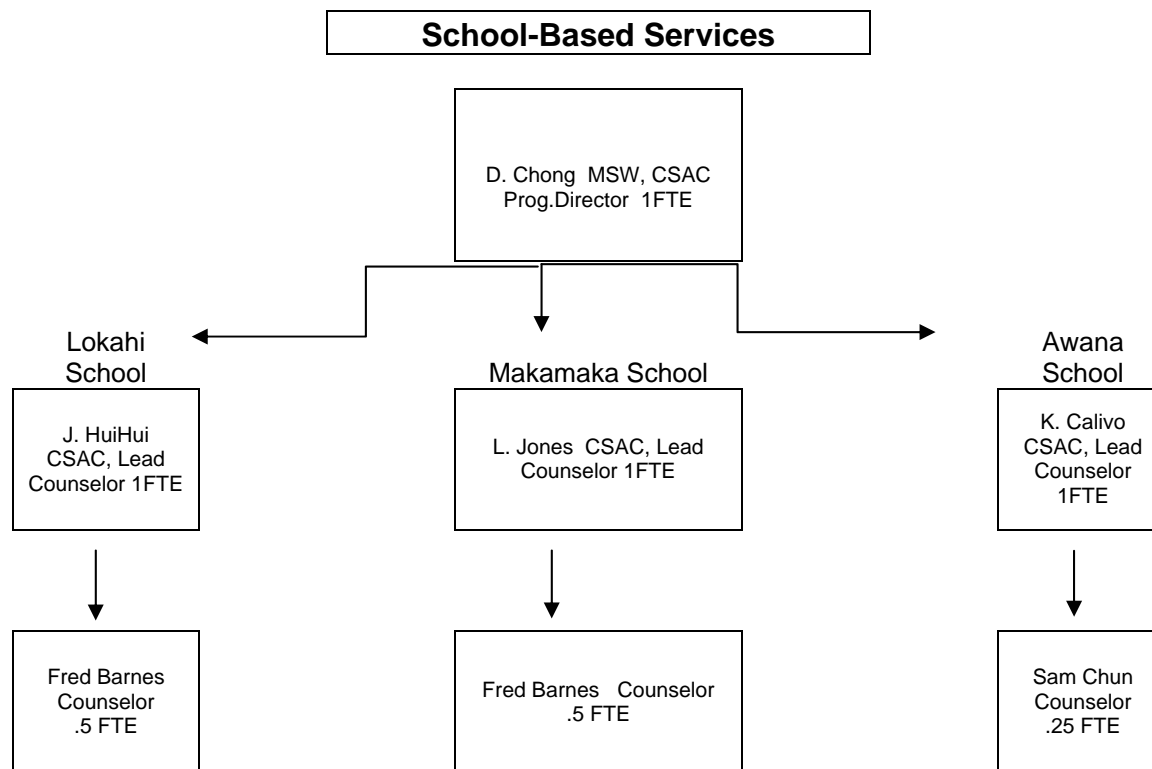 School-Based Services
D. Chong MSW, CSAC
Prog.Director 1FTE
Lokahi
School
J. HuiHui
CSAC, Lead
Counselor 1FTE
Fred Barnes
Counselor
.5 FTE
Makamaka School
L. Jones CSAC, Lead
Counselor 1FTE
Fred Barnes Counselor
.5 FTE
Awana
School
K. Calivo
CSAC, Lead
Counselor
1FTE
Sam Chun
Counselor
.25 FTE